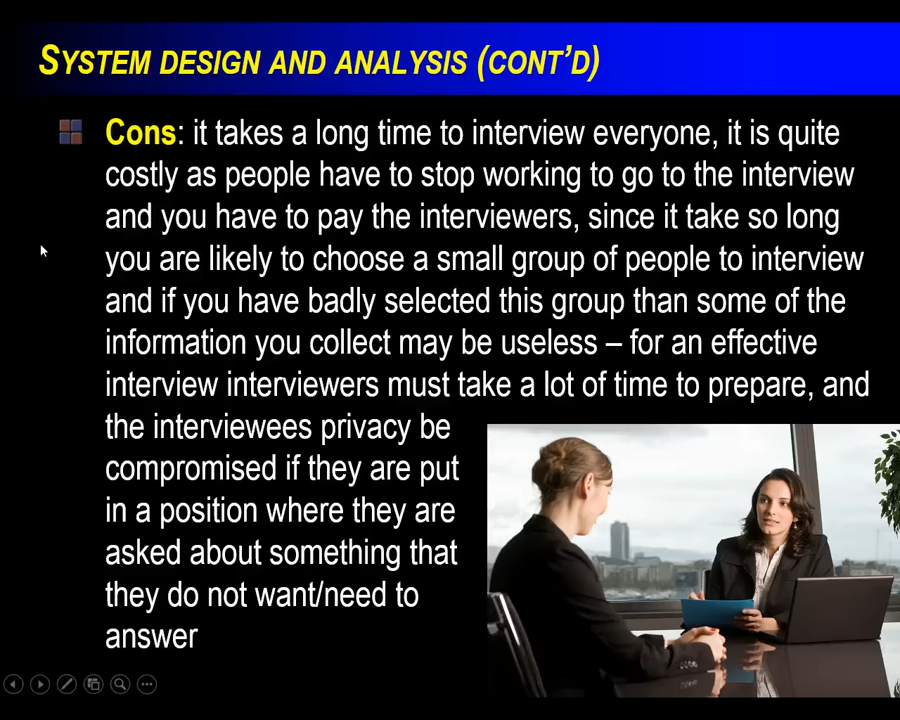 SYSTEM DESIGN AND ANALYSIS (CONT'D)
Cons: it takes a long time to interview everyone, it is quite
costly as people have to stop working to go to the interview
and you have to pay the interviewers, since it take so long
you are likely to choose a small group of people to interview
and if you have badly selected this group than some of the
information you collect may be useless – for an effective
interview interviewers must take a lot of time to prepare, and
the interviewees privacy be
compromised if they are put
in a position where they are
asked about something that
they do not want/need to
answer